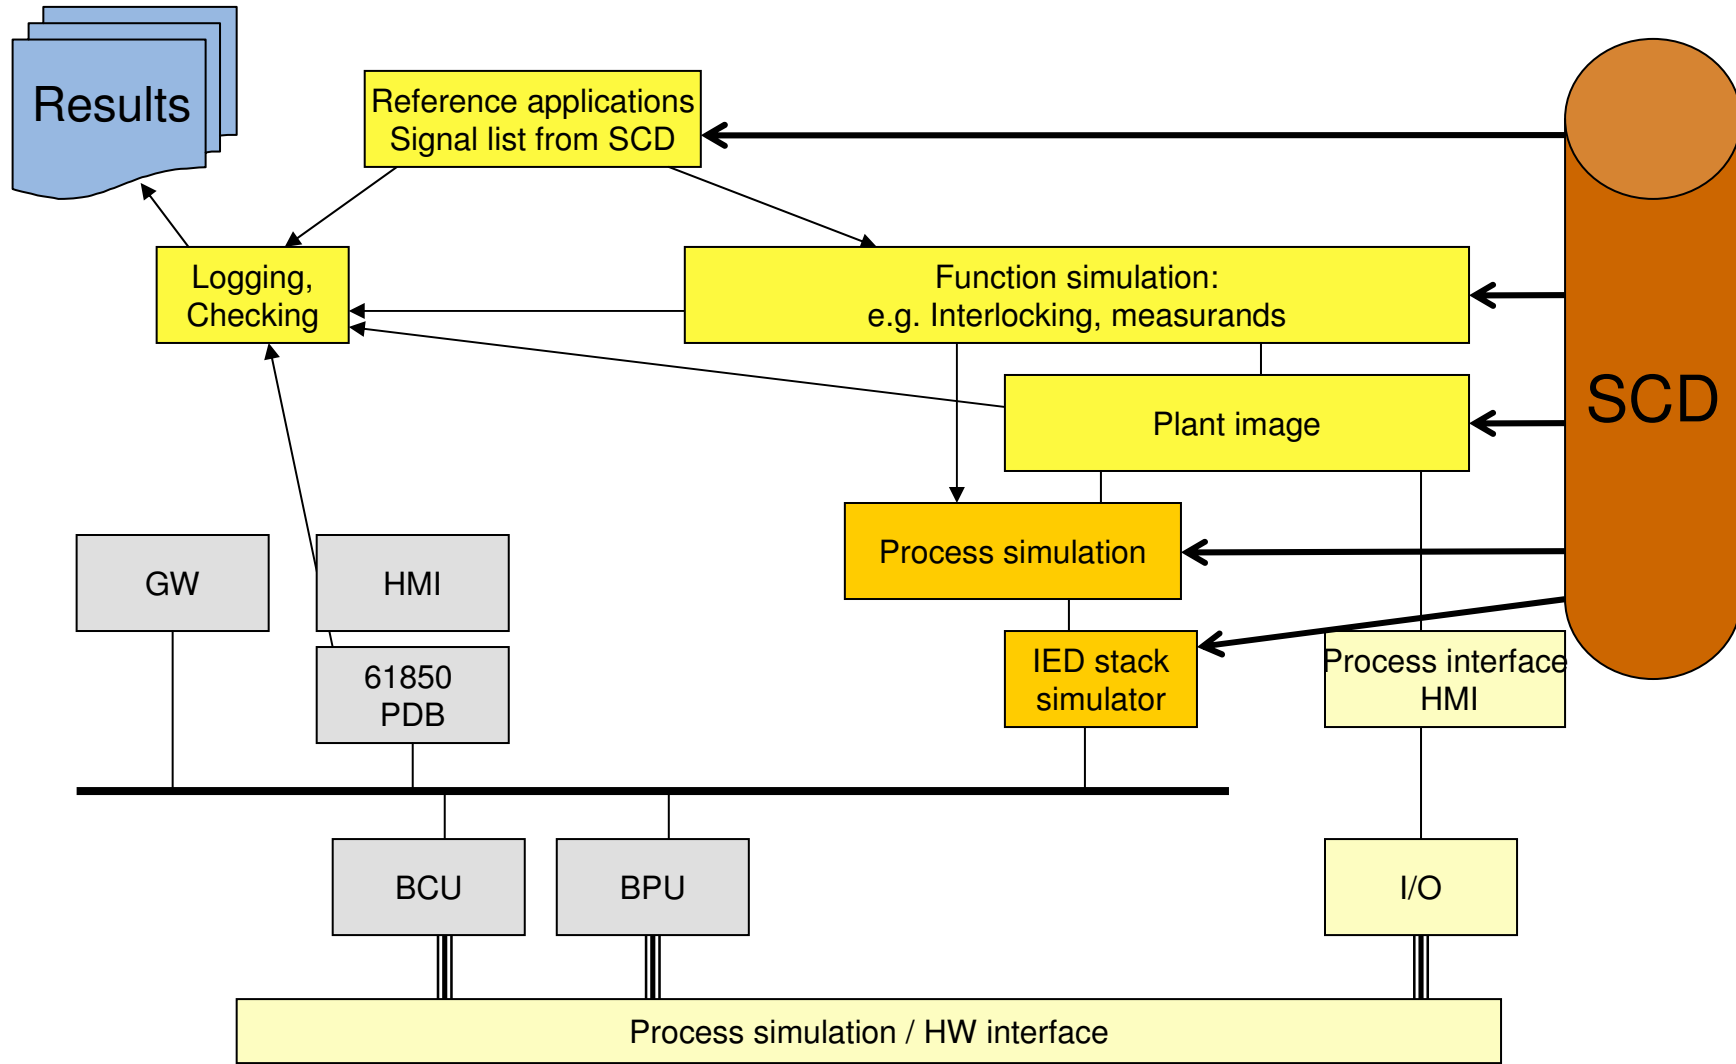 Results
Reference applications
Signal list from SCD
Logging,
Checking
Function simulation:
e.g. Interlocking, measurands
SCD
Plant image
Process simulation
GW
HMI
61850
PDB
IED stack
simulator
Process interface
HMI
BCU
BPU
I/O
Process simulation / HW interface